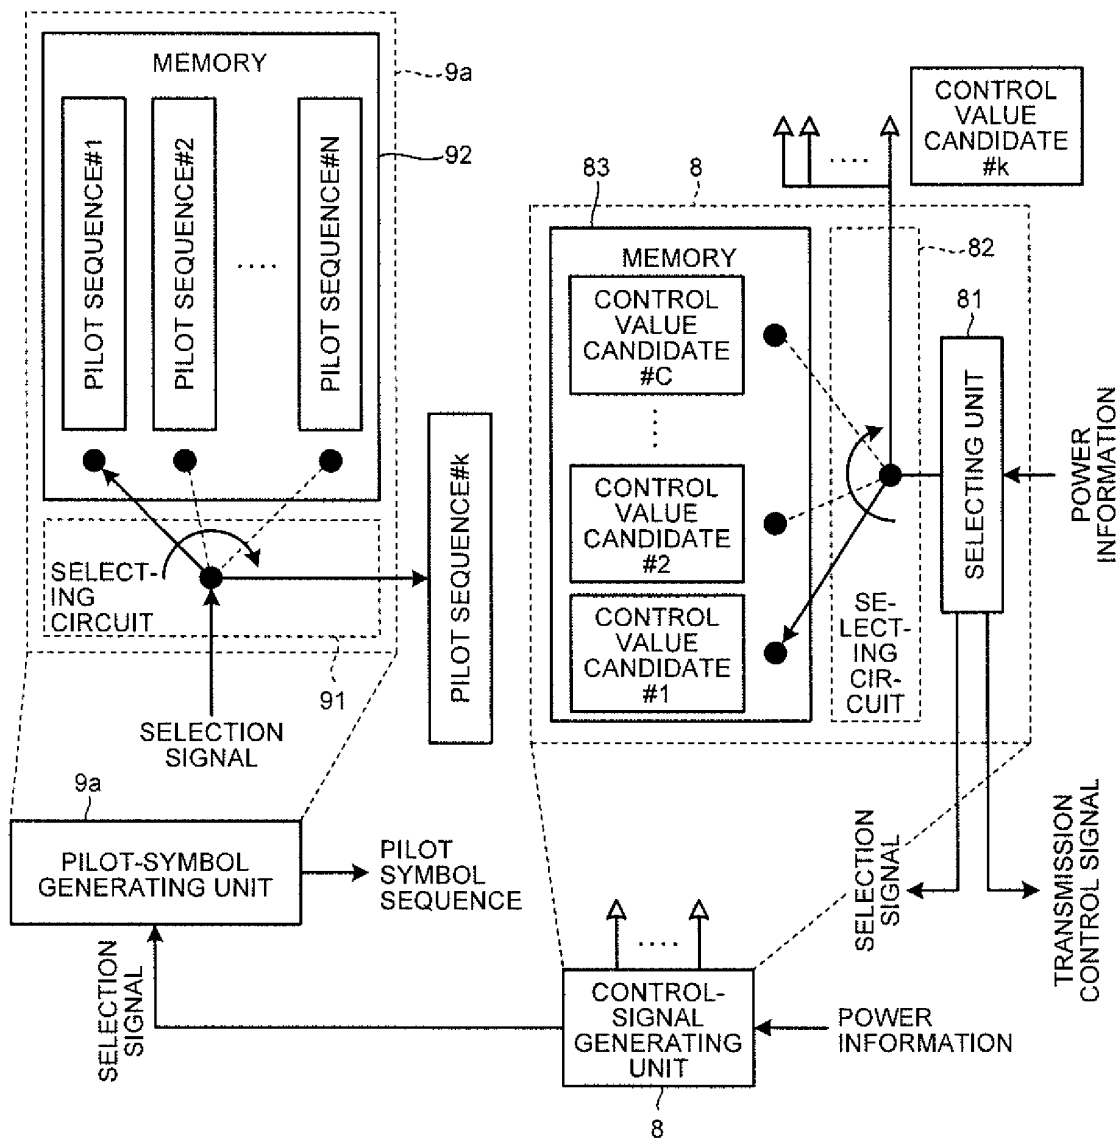 MEMORY
9a
PILOT SEQUENCE#1
PILOT SEQUENCE#2
....
PILOT SEQUENCE#N
92
SELECT-
ING
CIRCUIT
91
SELECTION
SIGNAL
PILOT SEQUENCE#k
9a
PILOT-SYMBOL
GENERATING UNIT
PILOT
SYMBOL
SEQUENCE
SELECTION
SIGNAL
CONTROL
VALUE
CANDIDATE
#k
....
83
8
MEMORY
82
81
CONTROL
VALUE
CANDIDATE
#C
....
CONTROL
VALUE
CANDIDATE
#2
CONTROL
VALUE
CANDIDATE
#1
SE-
LECT-
ING
CIR-
CUIT
SELECTING UNIT
POWER
INFORMATION
SELECTION
SIGNAL
TRANSMISSION
CONTROL SIGNAL
....
CONTROL-
SIGNAL
GENERATING
UNIT
POWER
INFORMATION
8